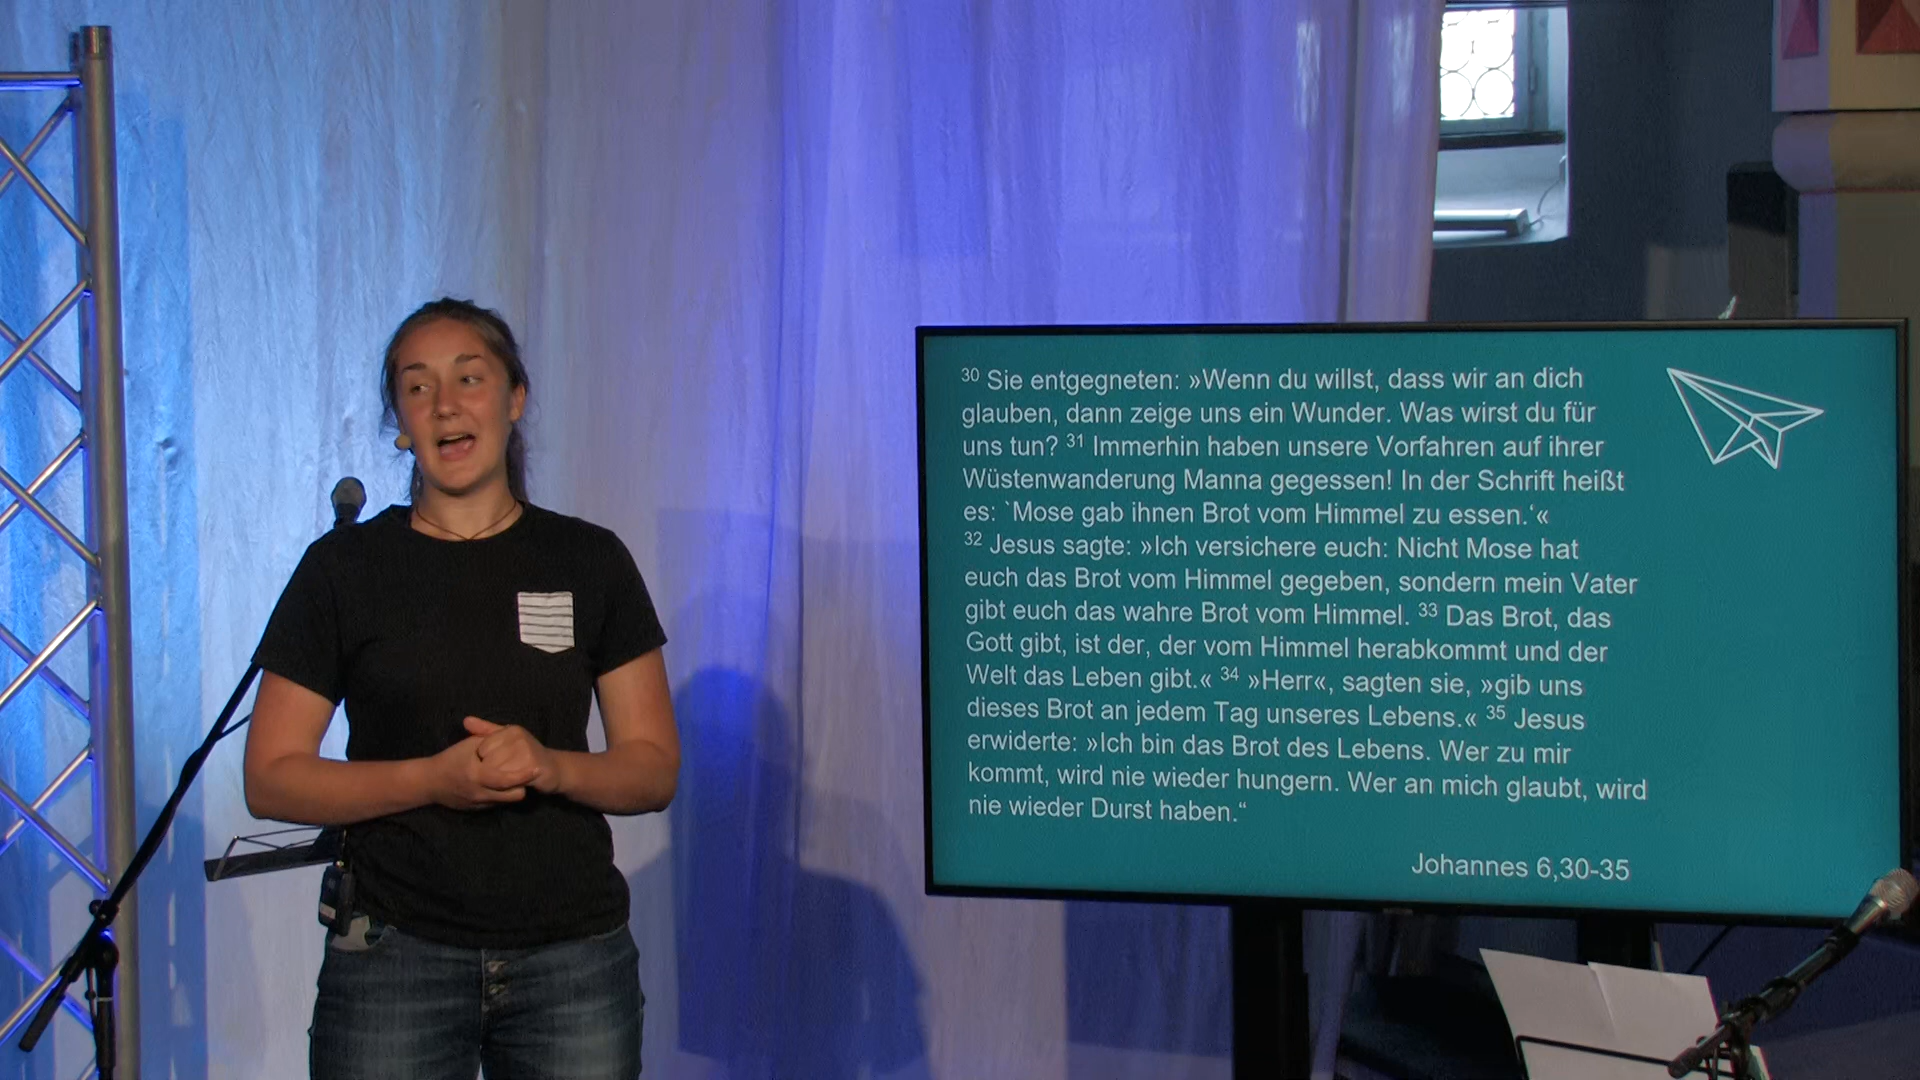 30 Sie entgegneten: »Wenn du willst, dass wir an dich
glauben, dann zeige uns ein Wunder. Was wirst du für
uns tun? 31 Immerhin haben unsere Vorfahren auf ihrer
Wüstenwanderung Manna gegessen! In der Schrift heißt
es: `Mose gab ihnen Brot vom Himmel zu essen.‘«
32 Jesus sagte: »Ich versichere euch: Nicht Mose hat
euch das Brot vom Himmel gegeben, sondern mein Vater
gibt euch das wahre Brot vom Himmel. 33 Das Brot, das
Gott gibt, ist der, der vom Himmel herabkommt und der
Welt das Leben gibt.« 34 »Herr«, sagten sie, »gib uns
dieses Brot an jedem Tag unseres Lebens.« 35 Jesus
erwiderte: »Ich bin das Brot des Lebens. Wer zu mir
kommt, wird nie wieder hungern. Wer an mich glaubt, wird
nie wieder Durst haben.“
Johannes 6,30-35